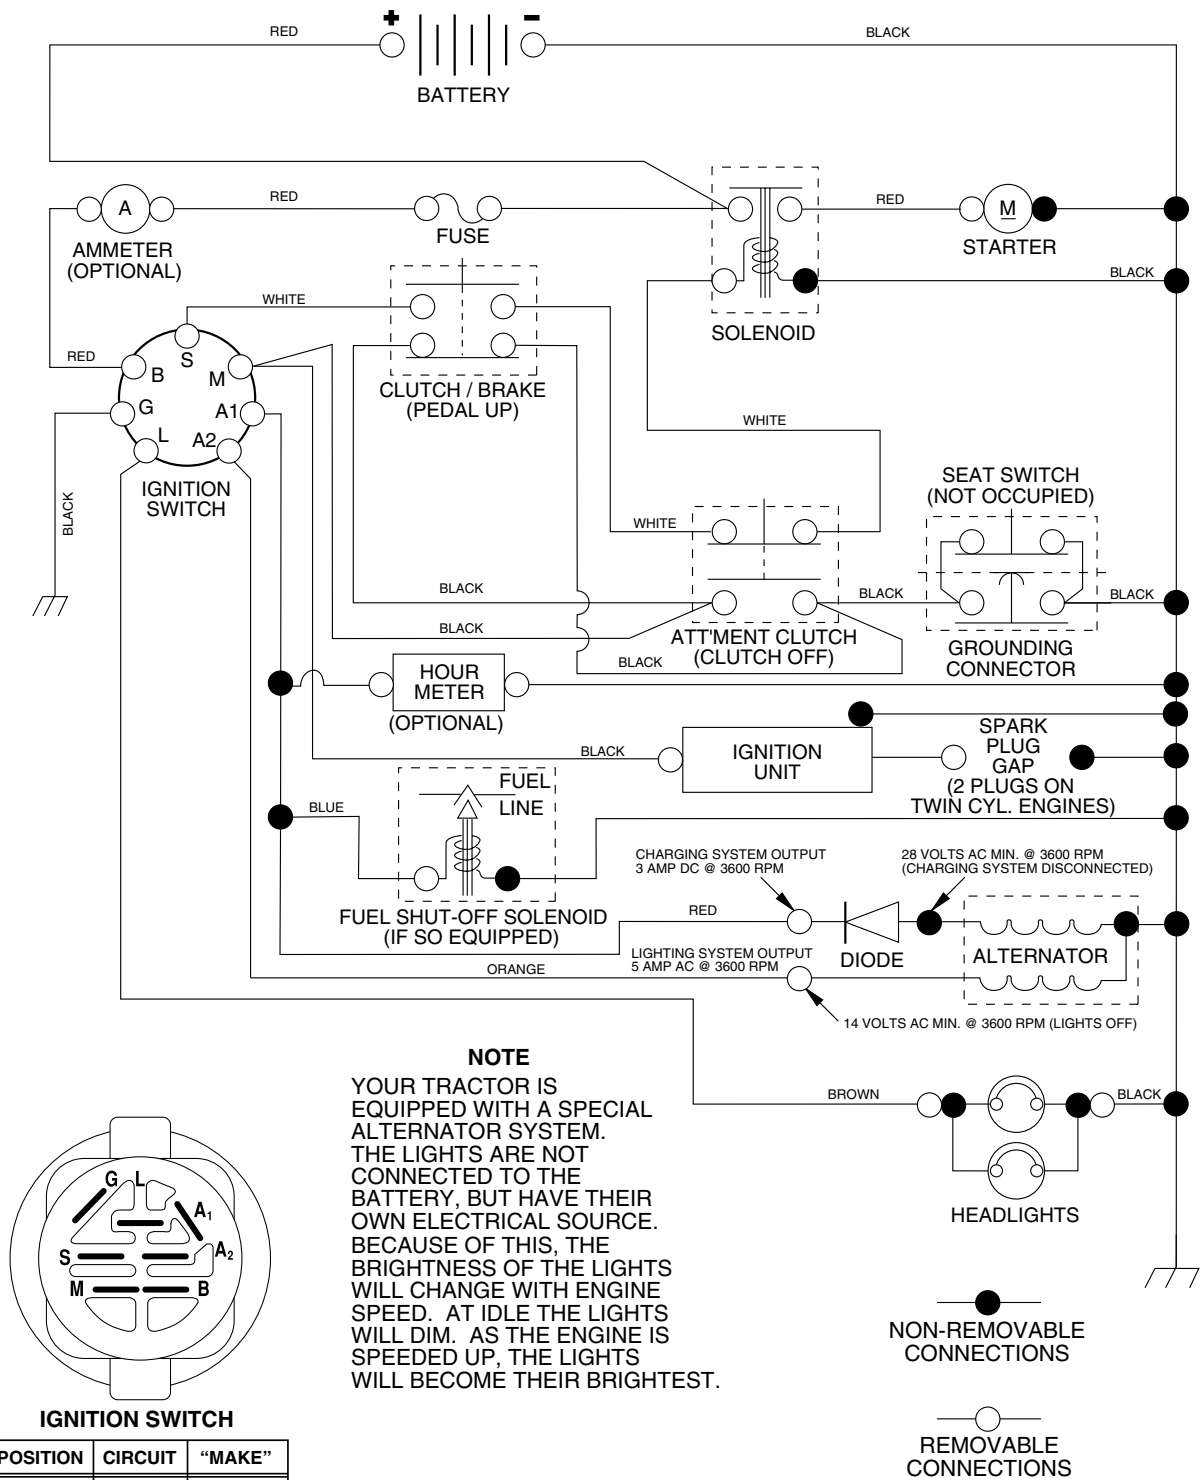 + -
RED
BLACK
BATTERY
A
RED
FUSE
RED
M
STARTER
AMMETER
(OPTIONAL)
BLACK
WHITE
SOLENOID
RED
S
B
M
G
A1
L
A2
CLUTCH / BRAKE
(PEDAL UP)
WHITE
IGNITION
SWITCH
BLACK
SEAT SWITCH
(NOT OCCUPIED)
WHITE
BLACK
BLACK
BLACK
BLACK
ATT'MENT CLUTCH
(CLUTCH OFF)
BLACK
GROUNDING
CONNECTOR
HOUR
METER
(OPTIONAL)
BLACK
IGNITION
UNIT
SPARK
PLUG
GAP
(2 PLUGS ON
TWIN CYL. ENGINES)
FUEL
LINE
BLUE
CHARGING SYSTEM OUTPUT
3 AMP DC @ 3600 RPM
28 VOLTS AC MIN. @ 3600 RPM
(CHARGING SYSTEM DISCONNECTED)
FUEL SHUT-OFF SOLENOID
(IF SO EQUIPPED)
RED
DIODE
ALTERNATOR
LIGHTING SYSTEM OUTPUT
5 AMP AC @ 3600 RPM
ORANGE
14 VOLTS AC MIN. @ 3600 RPM (LIGHTS OFF)
NOTE
YOUR TRACTOR IS
EQUIPPED WITH A SPECIAL
ALTERNATOR SYSTEM.
THE LIGHTS ARE NOT
CONNECTED TO THE
BATTERY, BUT HAVE THEIR
OWN ELECTRICAL SOURCE.
BECAUSE OF THIS, THE
BRIGHTNESS OF THE LIGHTS
WILL CHANGE WITH ENGINE
SPEED. AT IDLE THE LIGHTS
WILL DIM. AS THE ENGINE IS
SPEEDED UP, THE LIGHTS
WILL BECOME THEIR BRIGHTEST.
BROWN
BLACK
HEADLIGHTS
G L
A1
S A2
M B
IGNITION SWITCH
POSITION CIRCUIT “MAKE”
NON-REMOVABLE
CONNECTIONS
REMOVABLE
CONNECTIONS